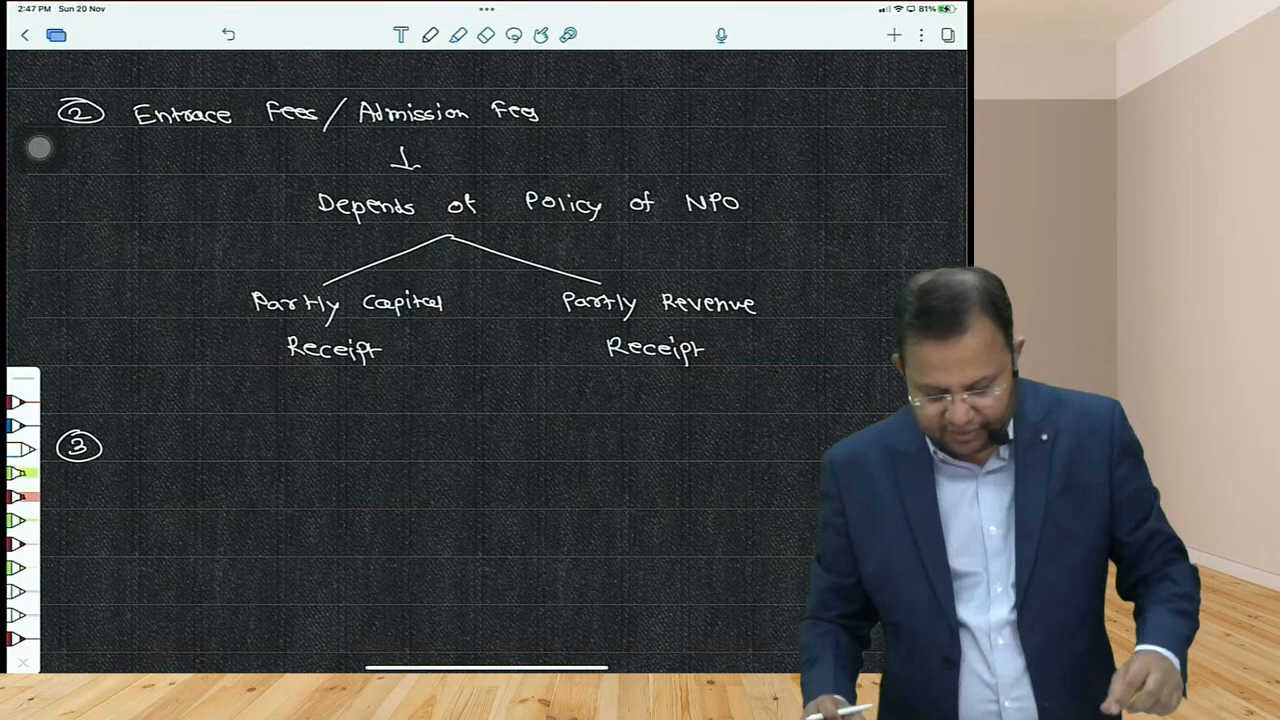 2:47 PM Sun 20 Nov
81%
T
② Entrace Fees/Admission Fees
Depends of Policy of NPO
Partly Capital Partly Revenue
Receipt Receipt
③